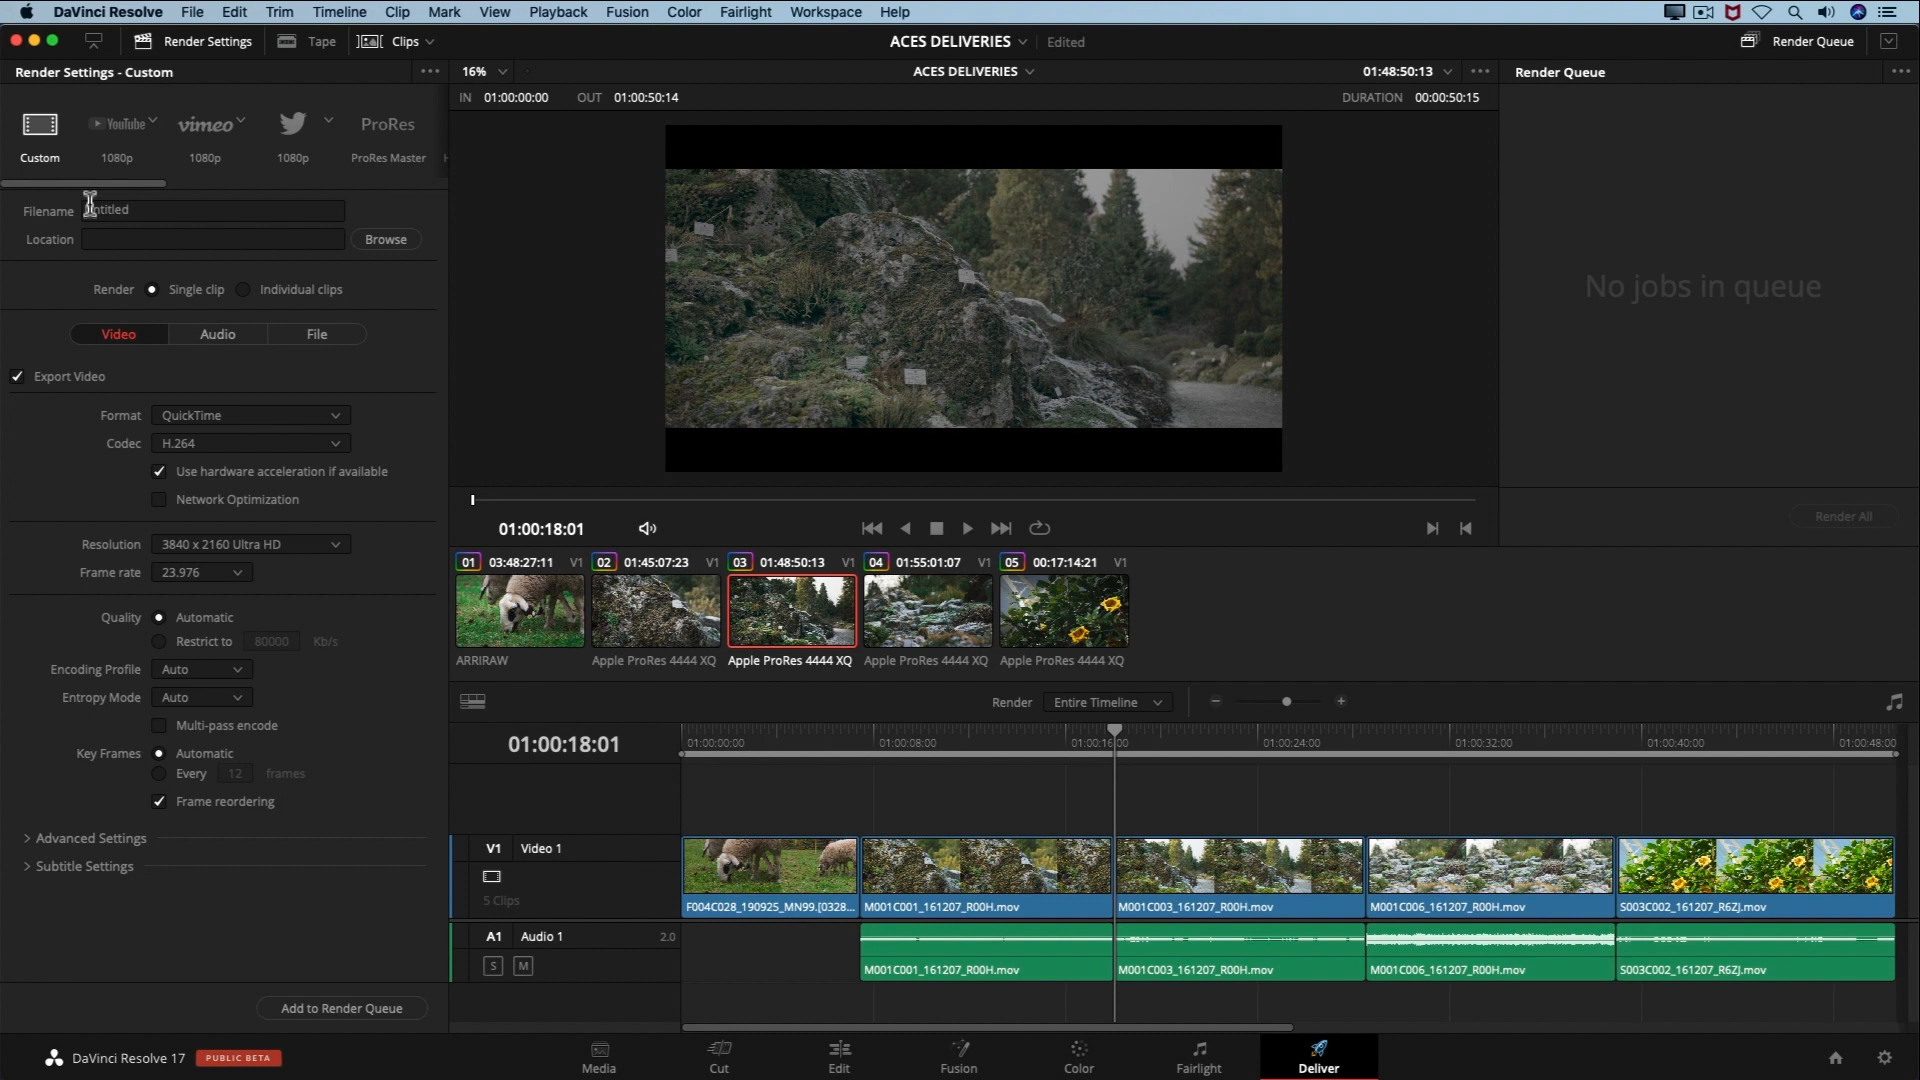 DaVinci Resolve File Edit Trim Timeline Clip Mark View Playback Fusion Color Fairlight Workspace Help
Render Settings Tape Clips ACES DELIVERIES Edited Render Queue
Render Settings - Custom 16% ACES DELIVERIES 01:48:50:13 Render Queue
IN 01:00:00:00 OUT 01:00:50:14 DURATION 00:00:50:15
YouTube vimeo ProRes
Custom 1080p 1080p 1080p ProRes Master
Filename Untitled
Location Browse
No jobs in queue
Render Single clip Individual clips
Video Audio File
Export Video
Format QuickTime
Codec H.264
Use hardware acceleration if available
Network Optimization
Render All
01:00:18:01
Resolution 3840 x 2160 Ultra HD
Frame rate 23.976
01 03:48:27:11 V1 02 01:45:07:23 V1 03 01:48:50:13 V1 04 01:55:01:07 V1 05 00:17:14:21 V1
ARRIRAW Apple ProRes 4444 XQ Apple ProRes 4444 XQ Apple ProRes 4444 XQ Apple ProRes 4444 XQ
Quality Automatic
Restrict to 80000 Kb/s
Encoding Profile Auto
Entropy Mode Auto
Multi-pass encode
Key Frames Automatic
Every 12 frames
Frame reordering
Advanced Settings
Subtitle Settings
Render Entire Timeline
01:00:18:01 01:00:00:00 01:00:08:00 01:00:16:00 01:00:24:00 01:00:32:00 01:00:40:00 01:00:48:00
V1 Video 1
5 Clips
F004C028_190925_MN99.[0328... M001C001_161207_R00H.mov M001C003_161207_R00H.mov M001C006_161207_R00H.mov S003C002_161207_R6ZJ.mov
A1 Audio 1 2.0
S M
M001C001_161207_R00H.mov M001C003_161207_R00H.mov M001C006_161207_R00H.mov S003C002_161207_R6ZJ.mov
Add to Render Queue
DaVinci Resolve 17 PUBLIC BETA
Media Cut Edit Fusion Color Fairlight Deliver